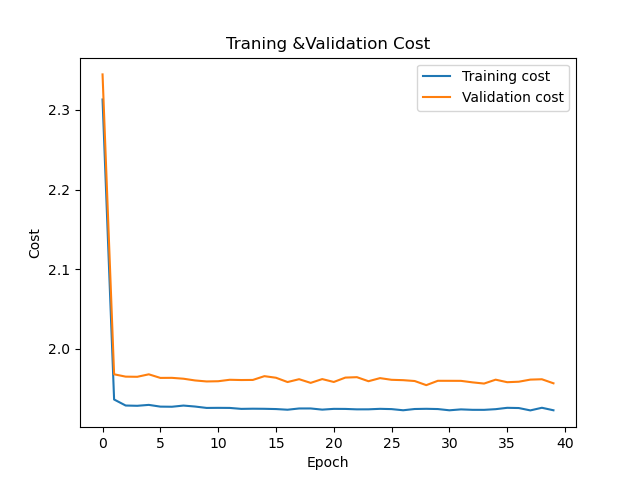 Traning &Validation Cost
Training cost
Validation cost
2.3
2.2
2.1
2.0
Cost
0 5 10 15 20 25 30 35 40
Epoch